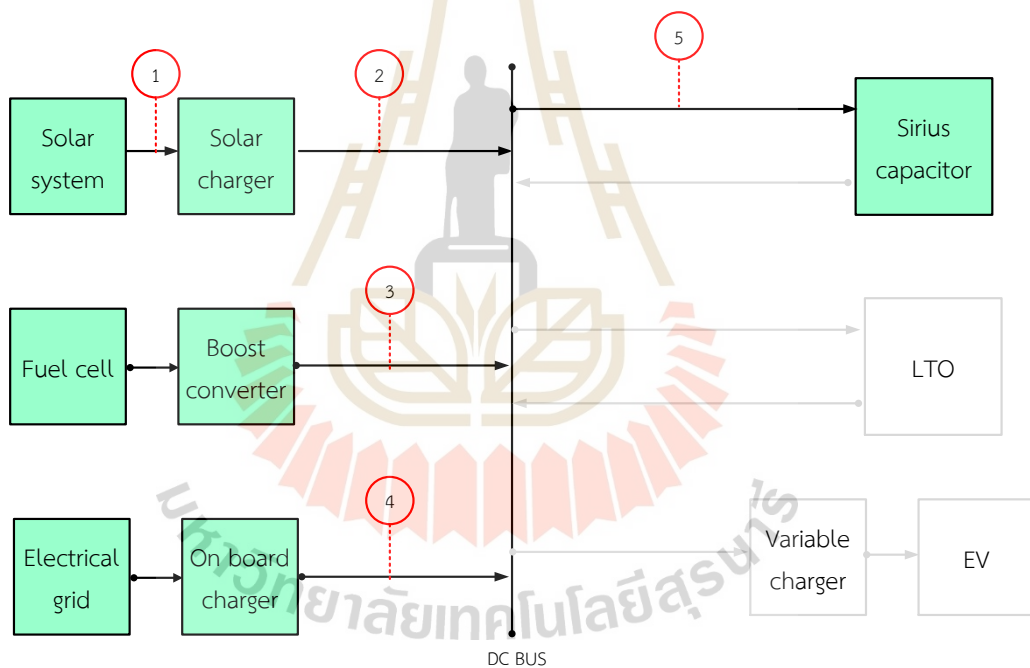 1
2
5
Solar
system
Solar
charger
Sirius
capacitor
3
Fuel cell
Boost
converter
LTO
4
Electrical
grid
On board
charger
Variable
charger
EV
มหาวิทยาลัยเทคโนโลยีสุรนารี
DC BUS